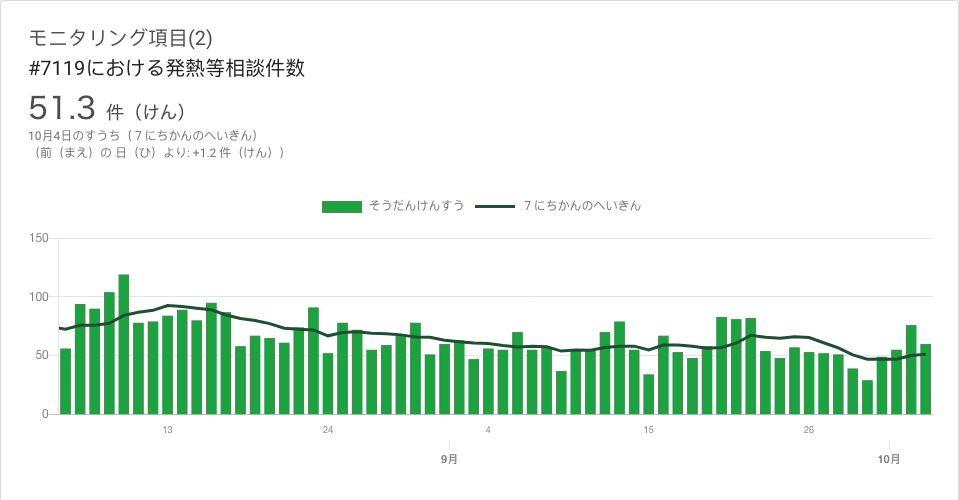 モニタリング項目(2)
#7119における発熱等相談件数
51.3 件（けん）
10月4日のすうち（７にちかんのへいきん）
（前（まえ）の 日（ひ）より: +1.2 件（けん））
そうだんけんすう ７にちかんのへいきん
150
100
50
0
13 24 4 15 26
9月 10月